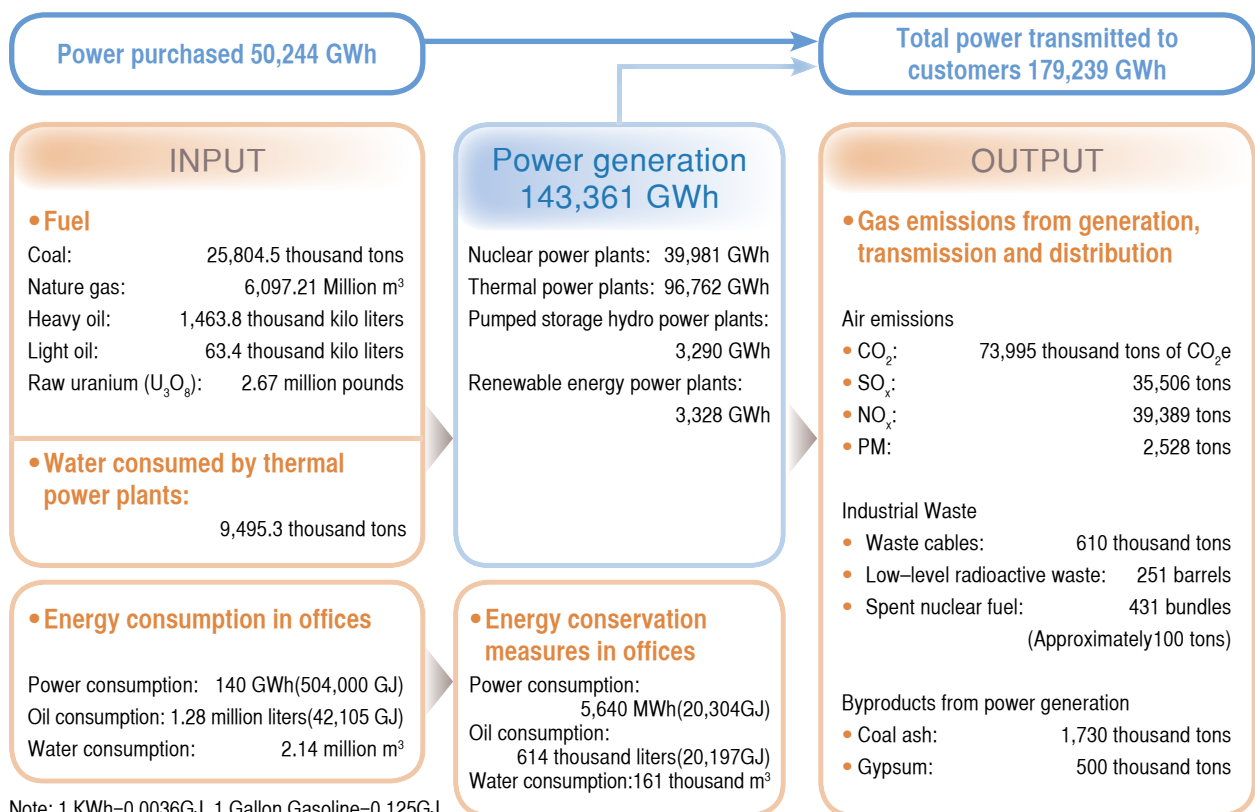 Power purchased 50,244 GWh
Total power transmitted to
customers 179,239 GWh
INPUT
• Fuel
Coal: 25,804.5 thousand tons
Nature gas: 6,097.21 Million m³
Heavy oil: 1,463.8 thousand kilo liters
Light oil: 63.4 thousand kilo liters
Raw uranium (U₃O₈): 2.67 million pounds
• Water consumed by thermal
power plants:
9,495.3 thousand tons
Power generation
143,361 GWh
Nuclear power plants: 39,981 GWh
Thermal power plants: 96,762 GWh
Pumped storage hydro power plants:
3,290 GWh
Renewable energy power plants:
3,328 GWh
OUTPUT
• Gas emissions from generation,
transmission and distribution
Air emissions
• CO₂: 73,995 thousand tons of CO₂e
• SOₓ: 35,506 tons
• NOₓ: 39,389 tons
• PM: 2,528 tons
Industrial Waste
• Waste cables: 610 thousand tons
• Low–level radioactive waste: 251 barrels
• Spent nuclear fuel: 431 bundles
(Approximately100 tons)
Byproducts from power generation
• Coal ash: 1,730 thousand tons
• Gypsum: 500 thousand tons
• Energy consumption in offices
Power consumption: 140 GWh(504,000 GJ)
Oil consumption: 1.28 million liters(42,105 GJ)
Water consumption: 2.14 million m³
• Energy conservation
measures in offices
Power consumption:
5,640 MWh(20,304GJ)
Oil consumption:
614 thousand liters(20,197GJ)
Water consumption:161 thousand m³
Note: 1 KWh=0.0036GJ, 1 Gallon Gasoline=0.125GJ